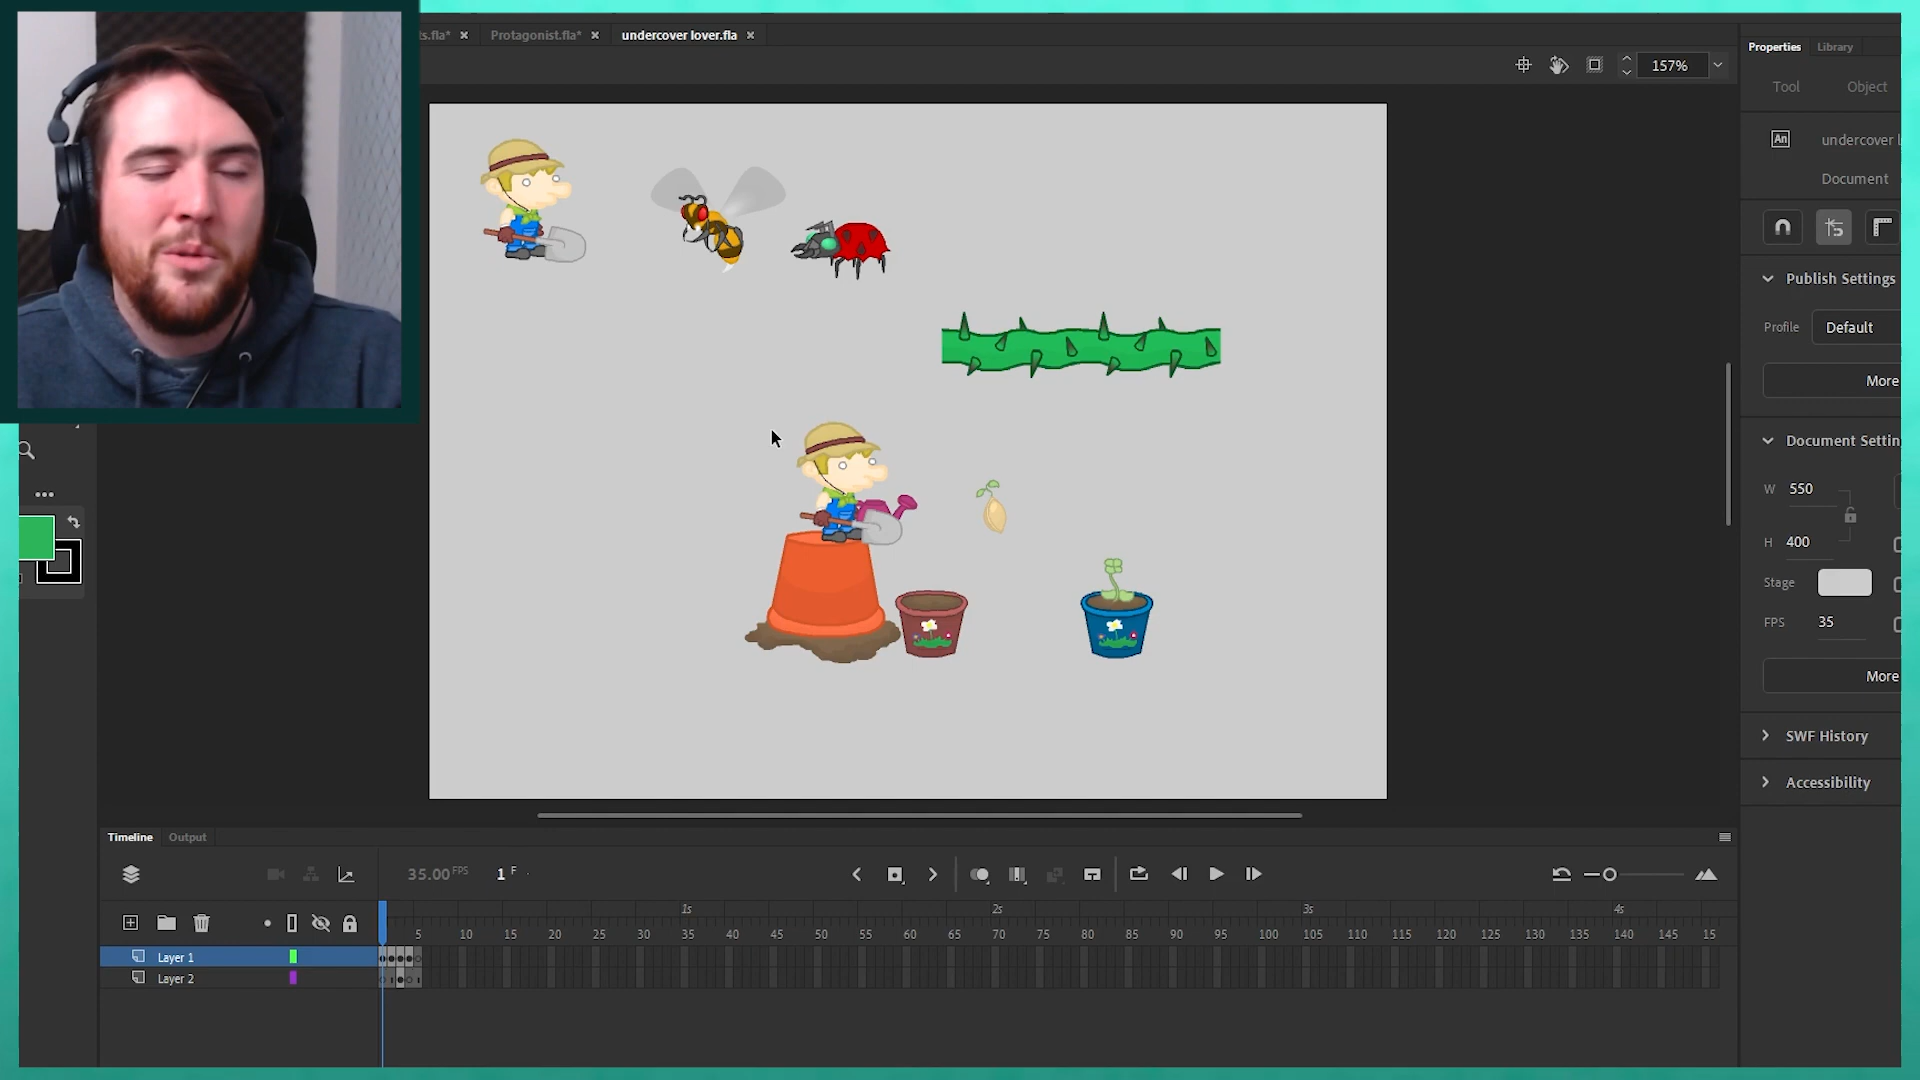 ts.fla*
Protagonist.fla*
undercover lover.fla
157%
Properties
Library
Tool
Object
An
undercover l
Document
Publish Settings
Profile
Default
More
Document Settin
W
550
H
400
Stage
FPS
35
More
SWF History
Accessibility
Timeline
Output
35.00 FPS
1 F
1s
2s
3s
4s
5
10
15
20
25
30
35
40
45
50
55
60
65
70
75
80
85
90
95
100
105
110
115
120
125
130
135
140
145
15
Layer 1
Layer 2